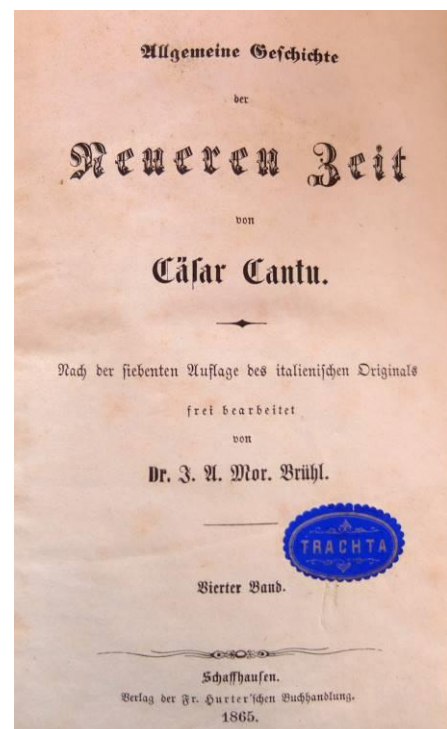 Allgemeine Geschichte
der
Neueren Zeit
von
Cäsar Cantu.
Nach der siebenten Auflage des italienischen Originals
frei bearbeitet
von
Dr. J. A. Mor. Brühl.
TRACHTA
Vierter Band.
Schaffhausen.
Verlag der Fr. Hurter'schen Buchhandlung.
1865.